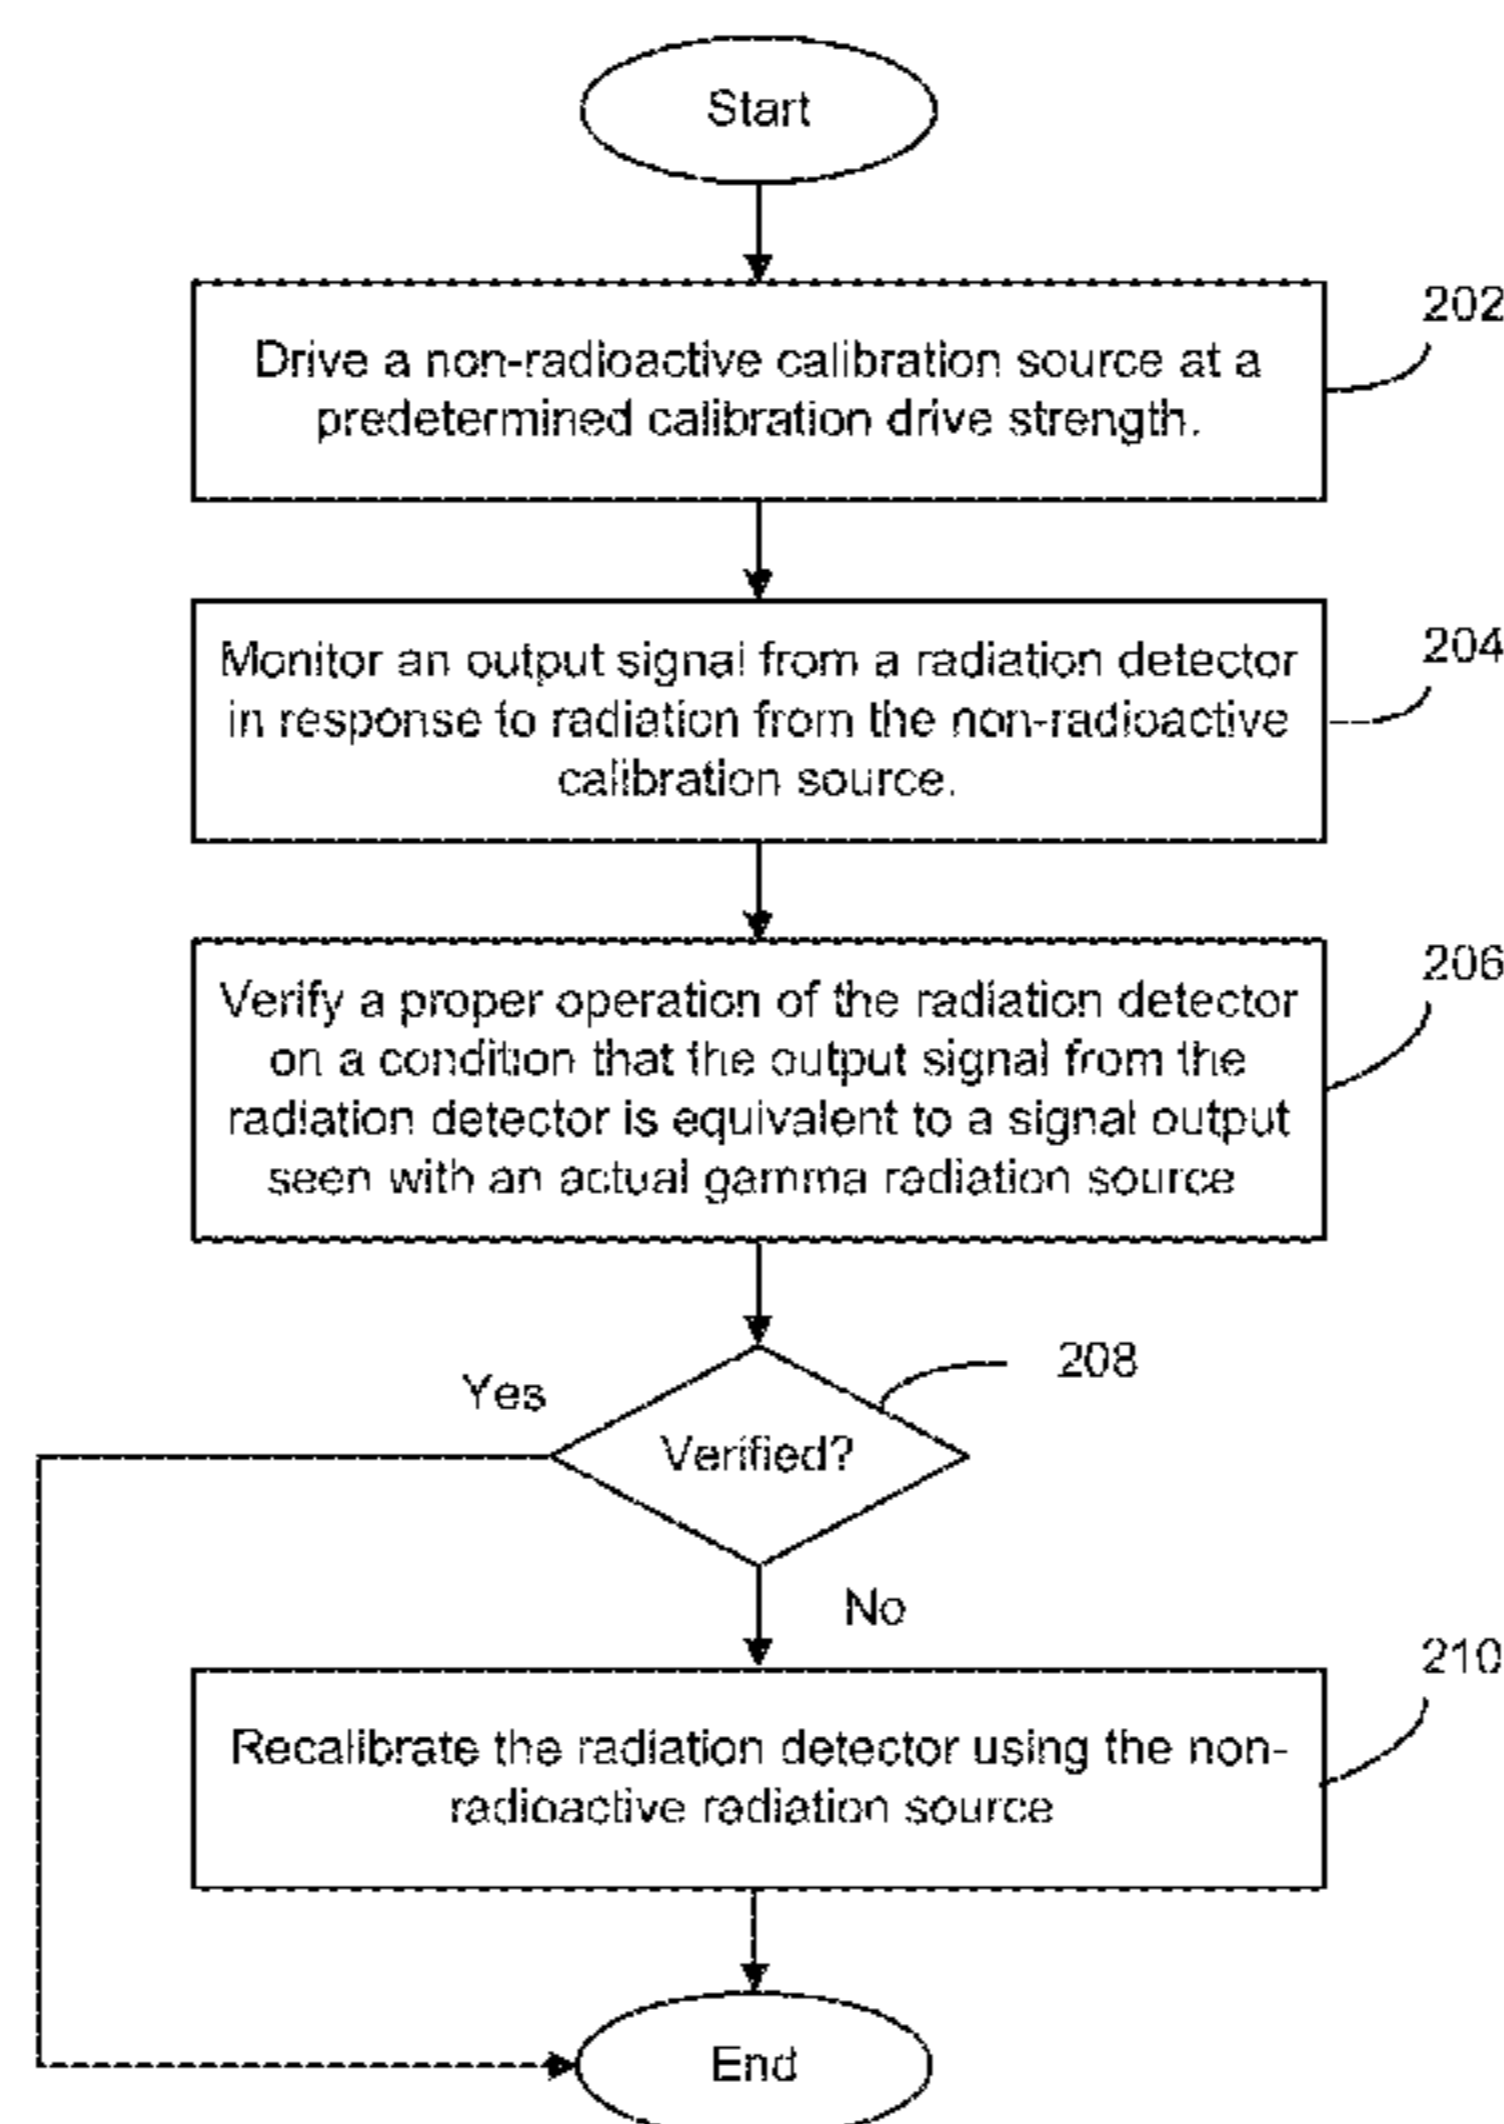 Start
202
Drive a non-radioactive calibration source at a
predetermined calibration drive strength.
204
Monitor an output signal from a radiation detector
in response to radiation from the non-radioactive
calibration source.
206
Verify a proper operation of the radiation detector
on a condition that the output signal from the
radiation detector is equivalent to a signal output
seen with an actual gamma radiation source
208
Yes
Verified?
No
210
Recalibrate the radiation detector using the non-
radioactive radiation source
End